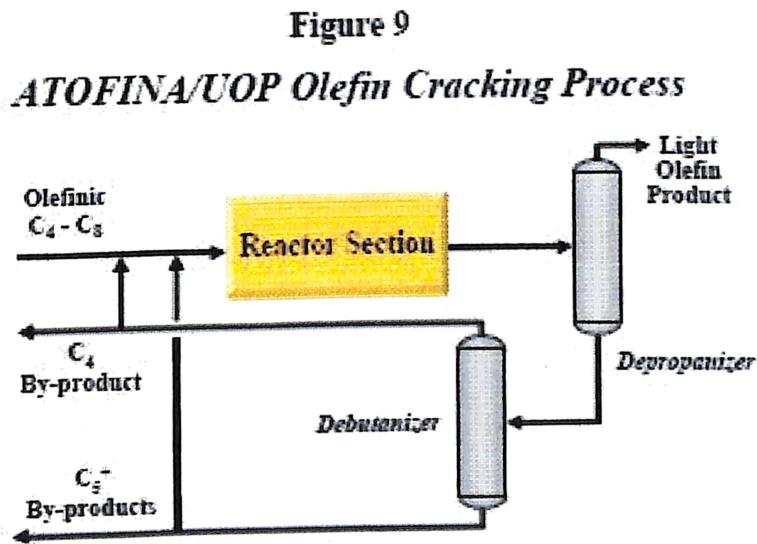 Figure 9
ATOFINA/UOP Olefin Cracking Process
Light
Olefin
Product
Olefinic
C₄ - C₈
Reactor Section
Depropanizer
C₄
By-product
Debutanizer
C₅⁺
By-products